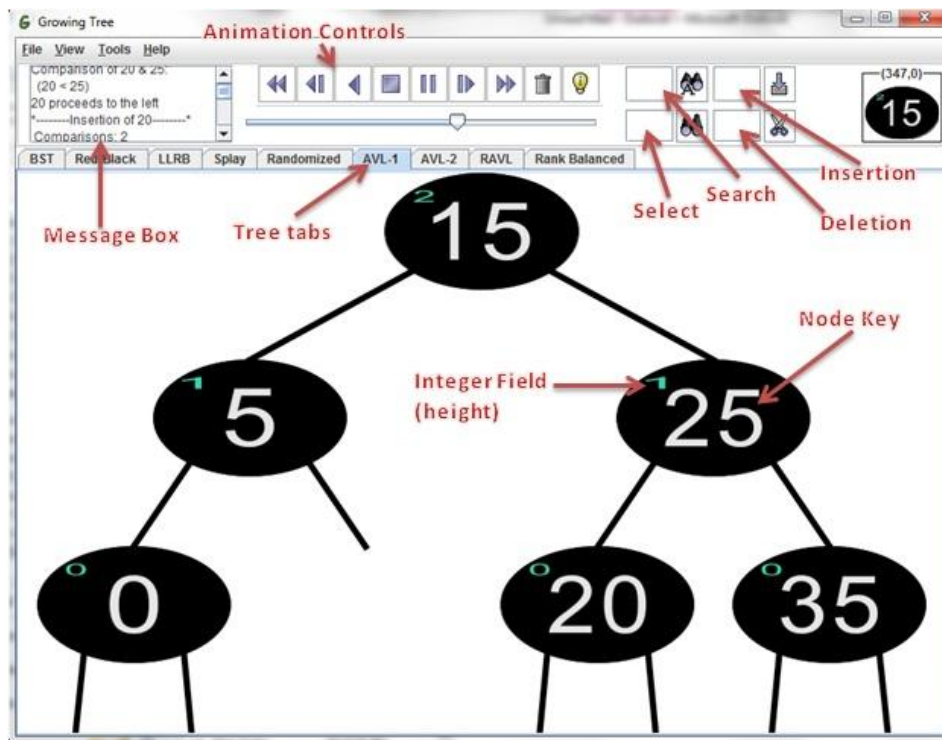 Growing Tree
Animation Controls
File View Tools Help
Comparison of 20 & 25:
(20 < 25)
20 proceeds to the left
*--------Insertion of 20--------*
Comparisons: 2
(347,0)
2
15
BST Red Black LLRB Splay Randomized AVL-1 AVL-2 RAVL Rank Balanced
Message Box
Tree tabs
Select
Search
Insertion
Deletion
2
15
Node Key
Integer Field
(height)
1
5
1
25
0
0
0
20
0
35